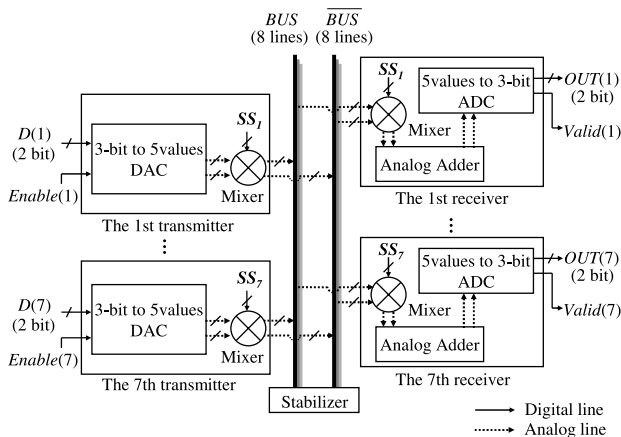 BUS
(8 lines)
BUS
(8 lines)
D(1)
(2 bit)
Enable(1)
3-bit to 5values
DAC
SS1
Mixer
The 1st transmitter
D(7)
(2 bit)
Enable(7)
3-bit to 5values
DAC
SS7
Mixer
The 7th transmitter
SS1
Mixer
5values to 3-bit
ADC
Analog Adder
OUT(1)
(2 bit)
Valid(1)
The 1st receiver
SS7
Mixer
5values to 3-bit
ADC
Analog Adder
OUT(7)
(2 bit)
Valid(7)
The 7th receiver
Stabilizer
Digital line
Analog line